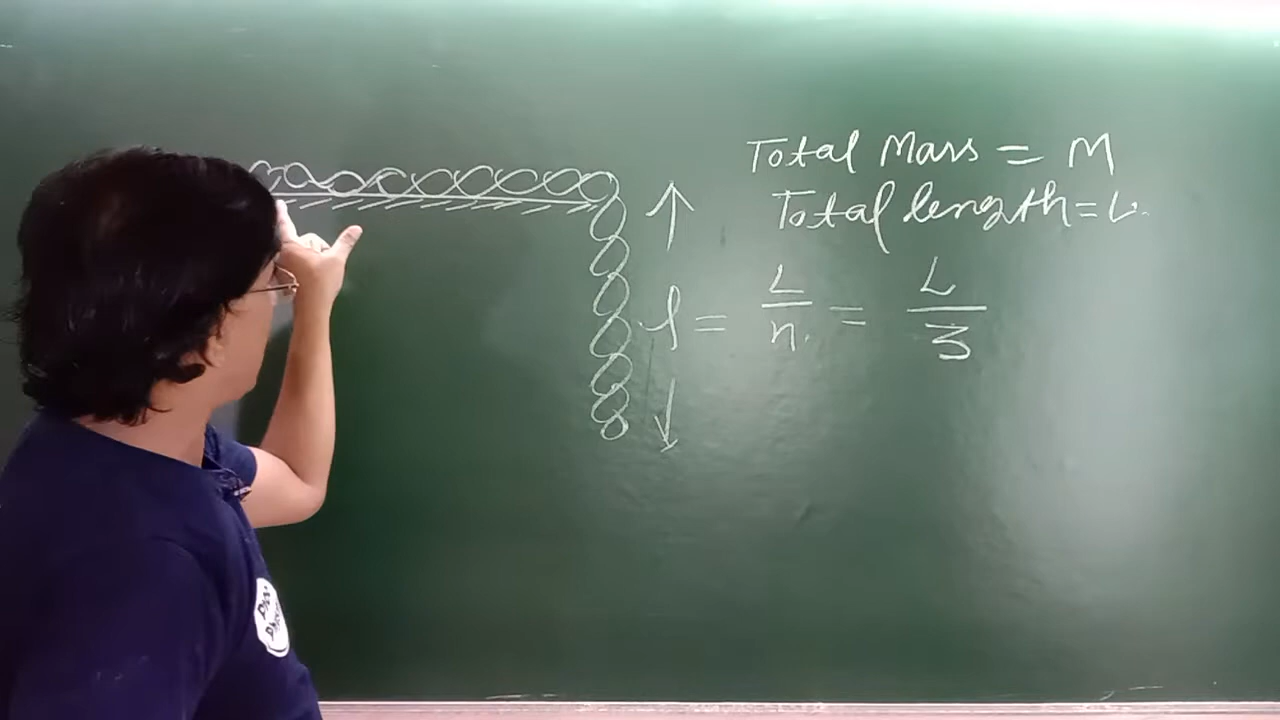 Total Mass = M
Total length = L
l = L/n = L/3